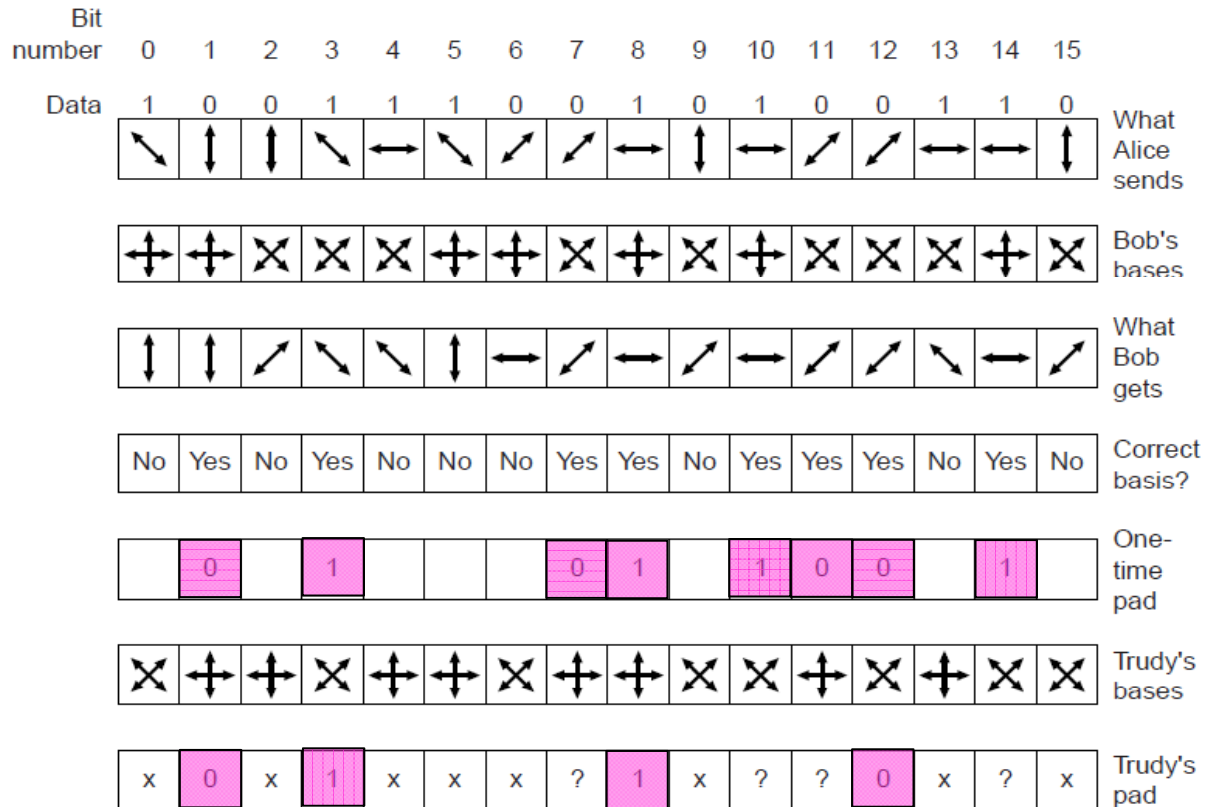 Bit
number 0 1 2 3 4 5 6 7 8 9 10 11 12 13 14 15
Data 1 0 0 1 1 1 0 0 1 0 1 0 0 1 1 0
What
Alice
sends
Bob's
bases
What
Bob
gets
No Yes No Yes No No No Yes Yes No Yes Yes Yes No Yes No
Correct
basis?
0 1 0 1 1 0 0 1
One-
time
pad
Trudy's
bases
x 0 x 1 x x x ? 1 x ? ? 0 x ? x
Trudy's
pad